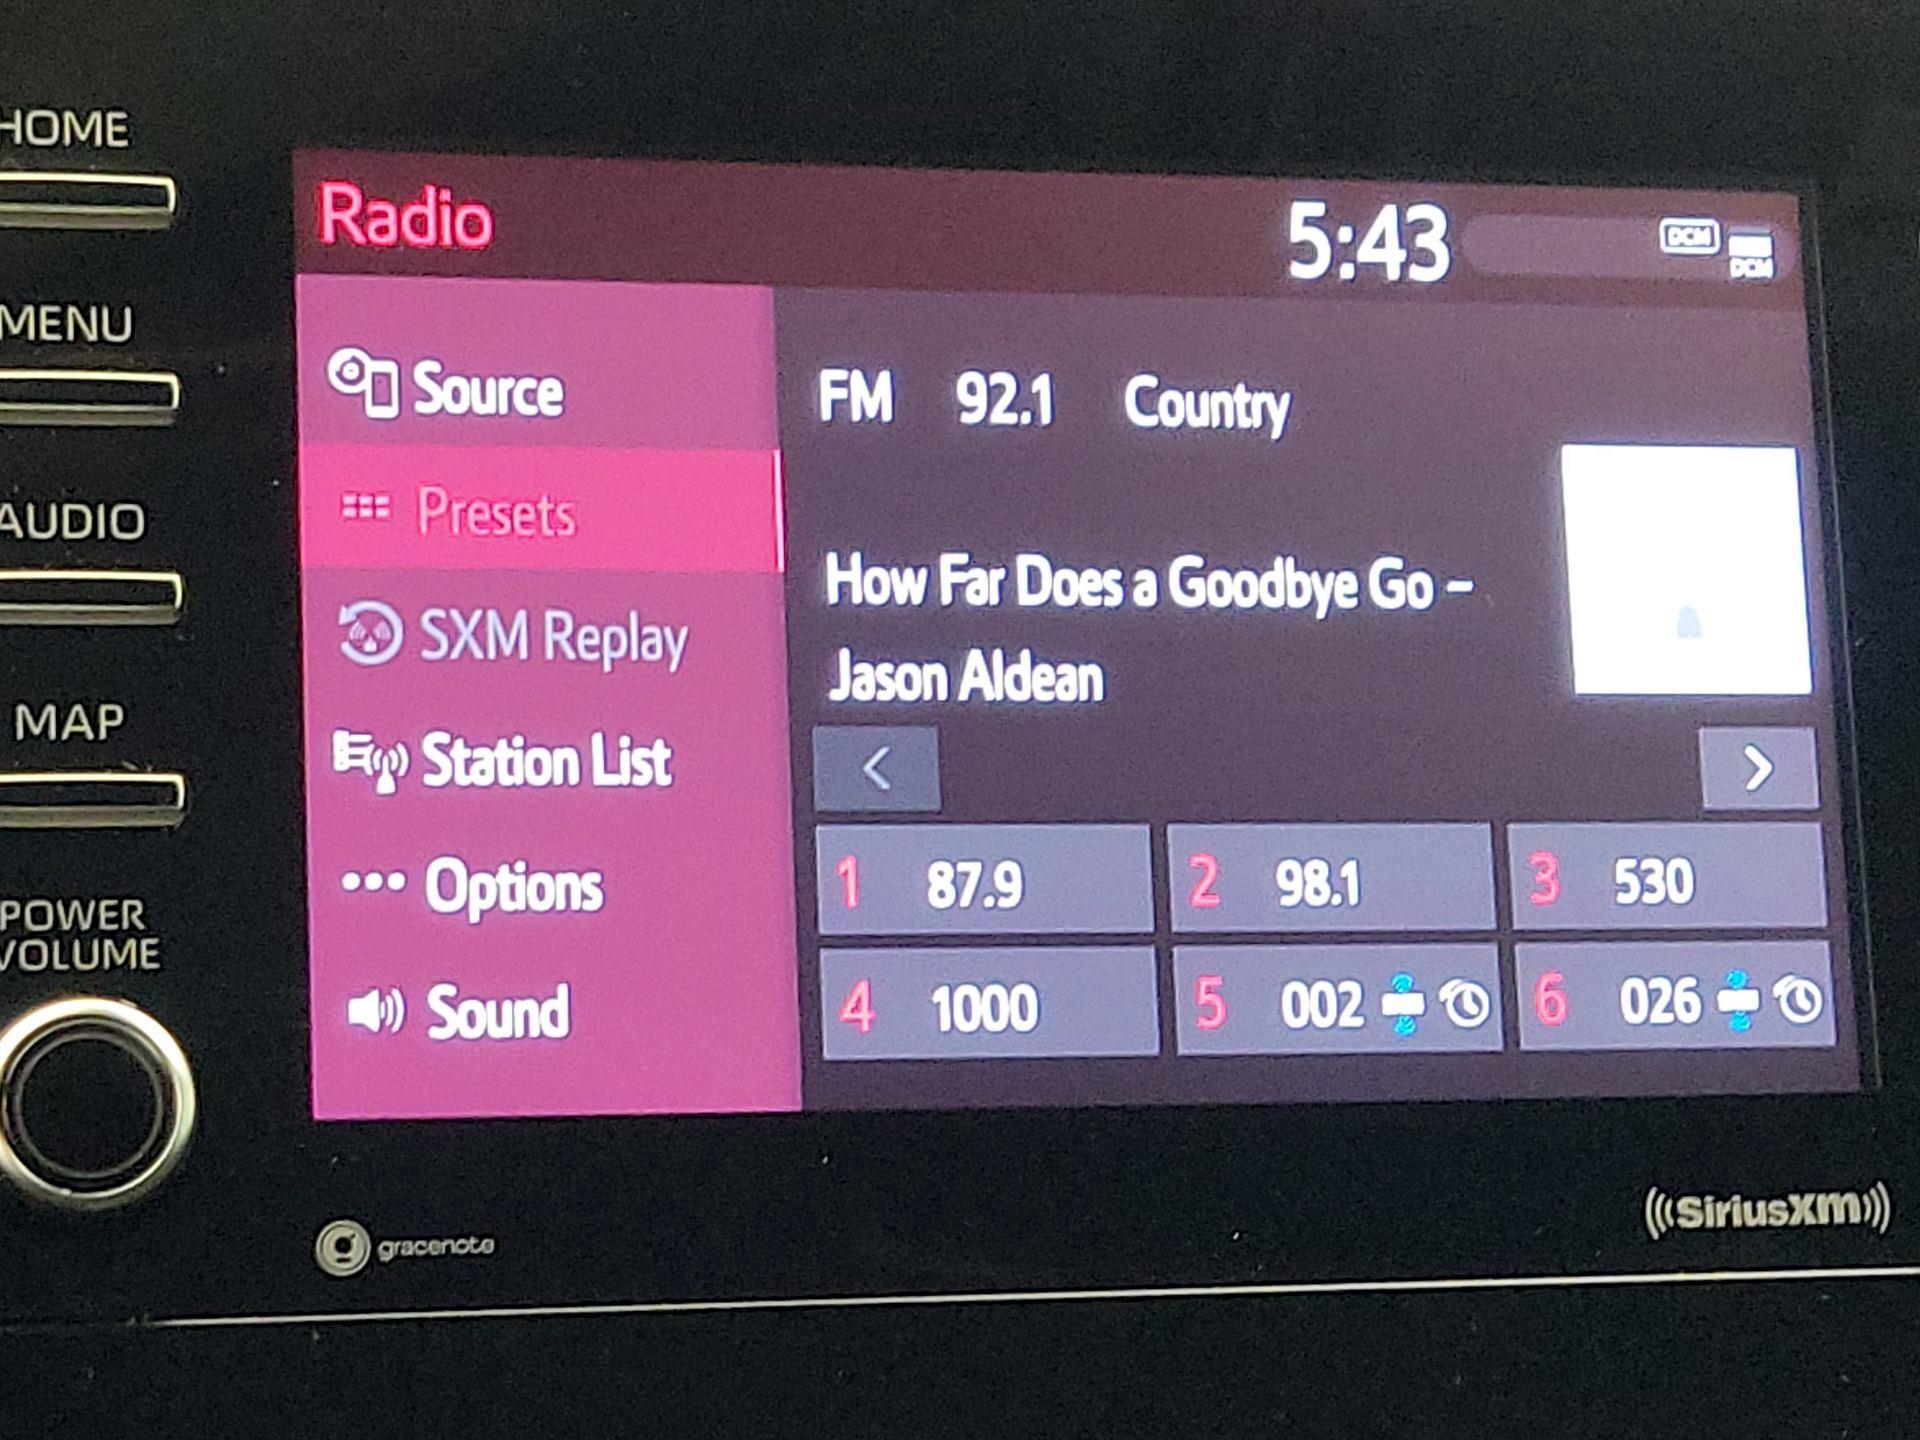 HOME
MENU
AUDIO
MAP
POWER
VOLUME
Radio
5:43
DCM
DCM
Source
Presets
SXM Replay
Station List
Options
Sound
FM 92.1 Country
How Far Does a Goodbye Go –
Jason Aldean
1 87.9
2 98.1
3 530
4 1000
5 002
6 026
gracenote
SiriusXM